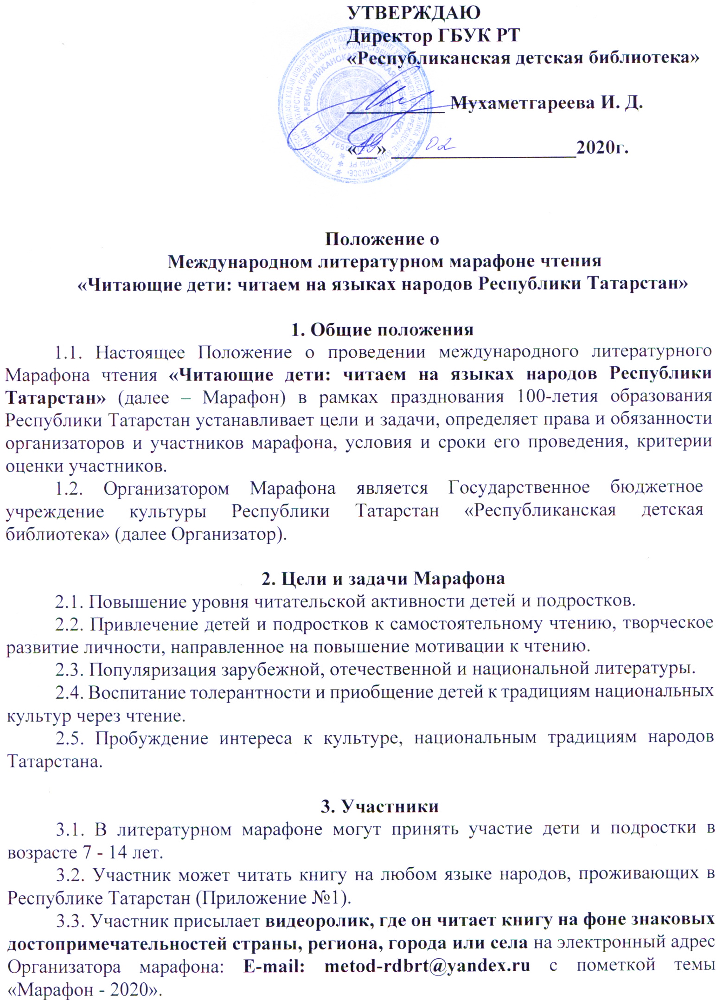 УТВЕРЖДАЮ
Директор ГБУК РТ
«Республиканская детская библиотека»
____________ Мухаметгареева И. Д.
«19» 02 2020г.
Положение о
Международном литературном марафоне чтения
«Читающие дети: читаем на языках народов Республики Татарстан»
1. Общие положения
1.1. Настоящее Положение о проведении международного литературного
Марафона чтения «Читающие дети: читаем на языках народов Республики
Татарстан» (далее – Марафон) в рамках празднования 100-летия образования
Республики Татарстан устанавливает цели и задачи, определяет права и обязанности
организаторов и участников марафона, условия и сроки его проведения, критерии
оценки участников.
1.2. Организатором Марафона является Государственное бюджетное
учреждение культуры Республики Татарстан «Республиканская детская
библиотека» (далее Организатор).
2. Цели и задачи Марафона
2.1. Повышение уровня читательской активности детей и подростков.
2.2. Привлечение детей и подростков к самостоятельному чтению, творческое
развитие личности, направленное на повышение мотивации к чтению.
2.3. Популяризация зарубежной, отечественной и национальной литературы.
2.4. Воспитание толерантности и приобщение детей к традициям национальных
культур через чтение.
2.5. Пробуждение интереса к культуре, национальным традициям народов
Татарстана.
3. Участники
3.1. В литературном марафоне могут принять участие дети и подростки в
возрасте 7 - 14 лет.
3.2. Участник может читать книгу на любом языке народов, проживающих в
Республике Татарстан (Приложение №1).
3.3. Участник присылает видеоролик, где он читает книгу на фоне знаковых
достопримечательностей страны, региона, города или села на электронный адрес
Организатора марафона: E-mail: metod-rdbrt@yandex.ru с пометкой темы
«Марафон - 2020».